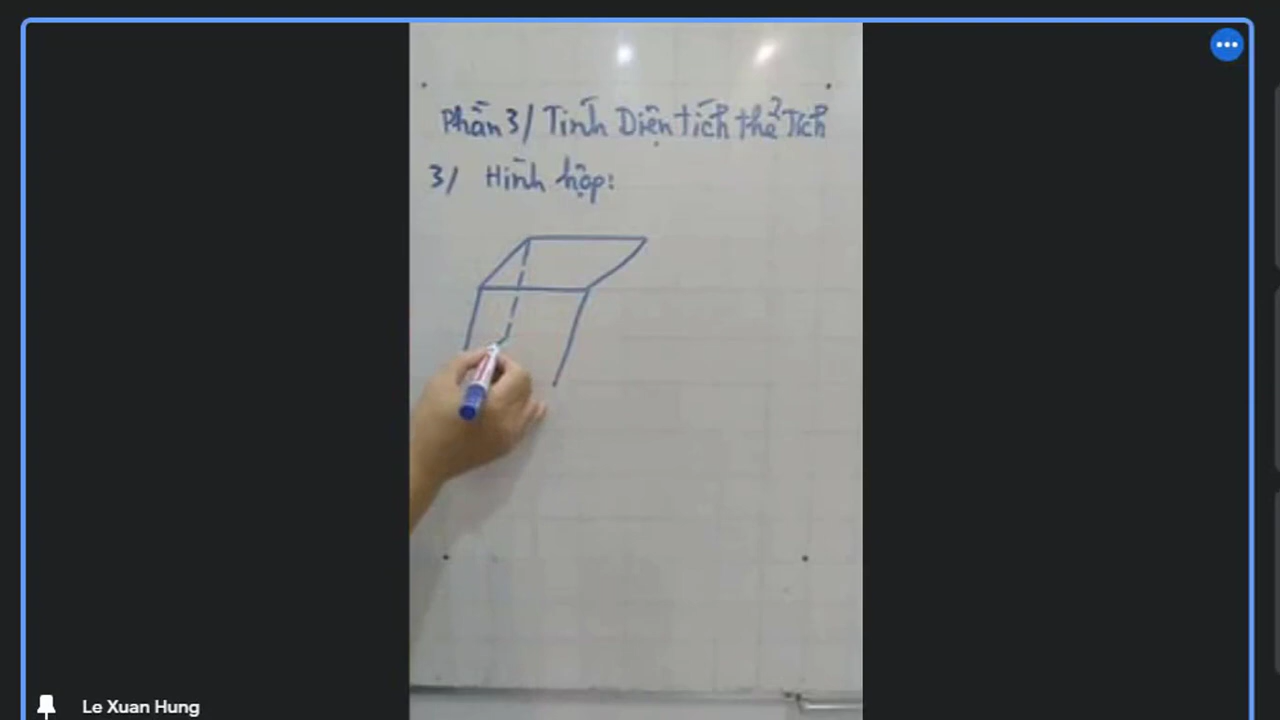 Phần 3/ Tính Diện tích thể Tích
3/ Hình hộp:
Le Xuan Hung